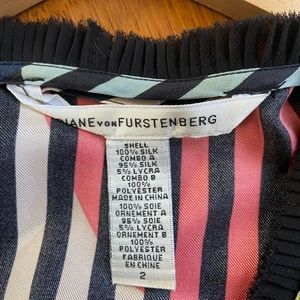 DIANE VON FURSTENBERG
SHELL
100% SILK
COMBO A
95% SILK
5% LYCRA
COMBO B
100%
POLYESTER
MADE IN CHINA
100% SOIE
ORNEMENT A
95% SOIE
5% LYCRA
ORNEMENT B
100%
POLYESTER
FABRIQUE
EN CHINE
2